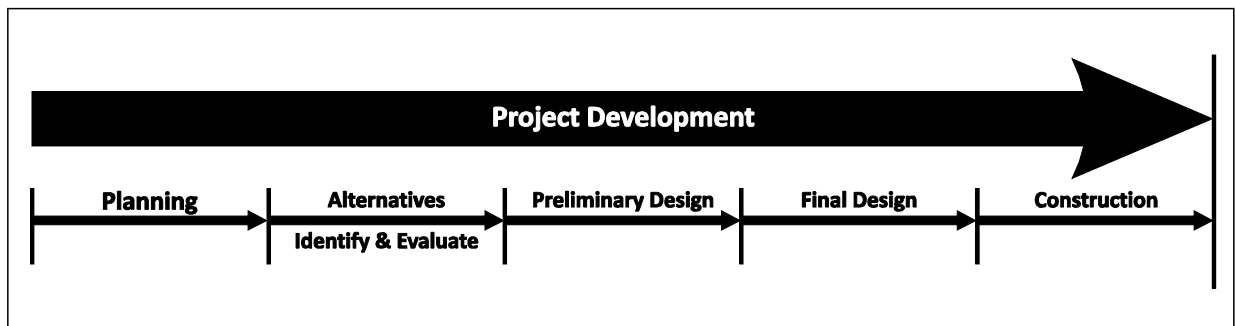 Project Development
Planning
Alternatives
Identify & Evaluate
Preliminary Design
Final Design
Construction